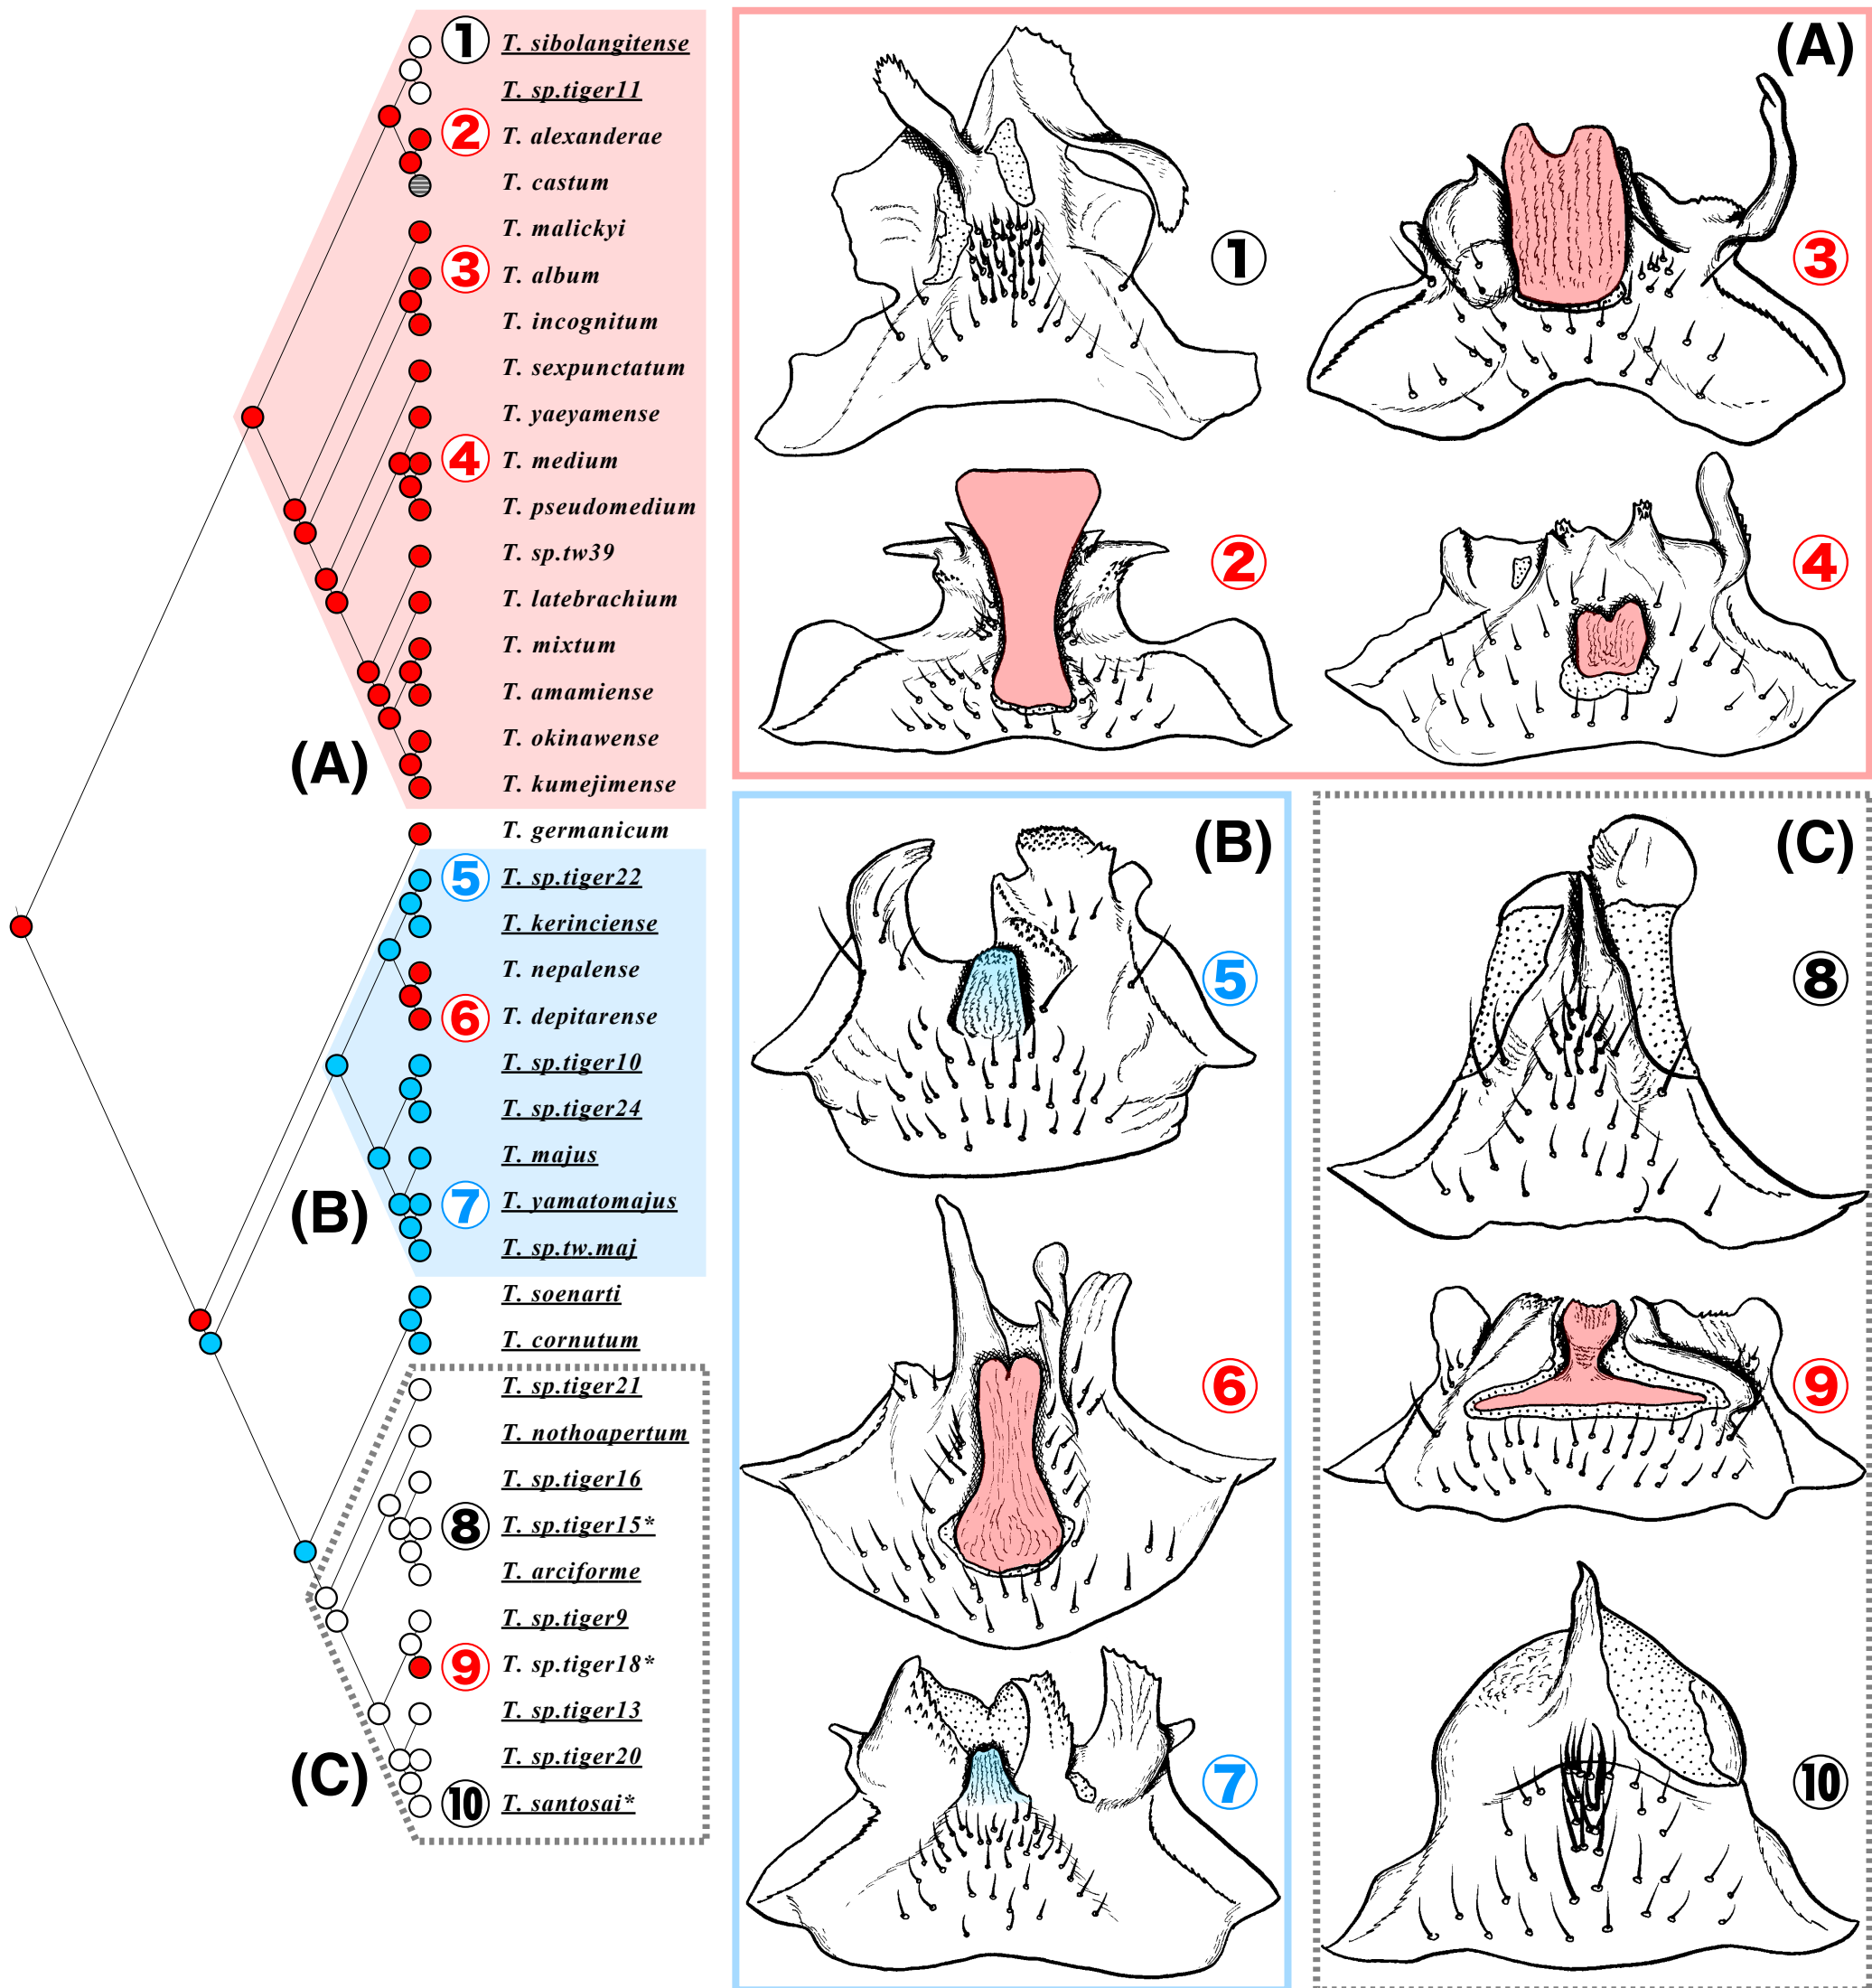 1 T. sibolangitense
T. sp.tiger11
2 T. alexanderae
T. castum
T. malickyi
3 T. album
T. incognitum
T. sexpunctatum
T. yaeyamense
4 T. medium
T. pseudomedium
T. sp.tw39
T. latebrachium
T. mixtum
T. amamiense
T. okinawense
(A)
T. kumejimense
T. germanicum
5 T. sp.tiger22
T. kerinciense
T. nepalense
6 T. depitarense
T. sp.tiger10
T. sp.tiger24
T. majus
(B)
7 T. yamatomajus
T. sp.tw.maj
T. soenarti
T. cornutum
T. sp.tiger21
T. nothoapertum
T. sp.tiger16
8 T. sp.tiger15*
T. arciforme
T. sp.tiger9
9 T. sp.tiger18*
T. sp.tiger13
T. sp.tiger20
(C)
10 T. santosai*
(A)
1
3
2
4
(B)
5
6
7
(C)
8
9
10